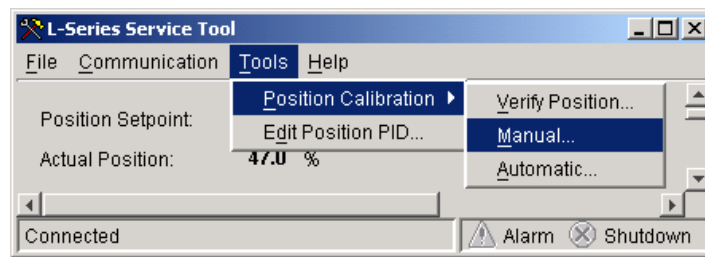 L-Series Service Tool
File Communication Tools Help
Position Calibration
Verify Position...
Position Setpoint:
Edit Position PID...
Manual...
Actual Position: 47.0 %
Automatic...
Connected
Alarm Shutdown